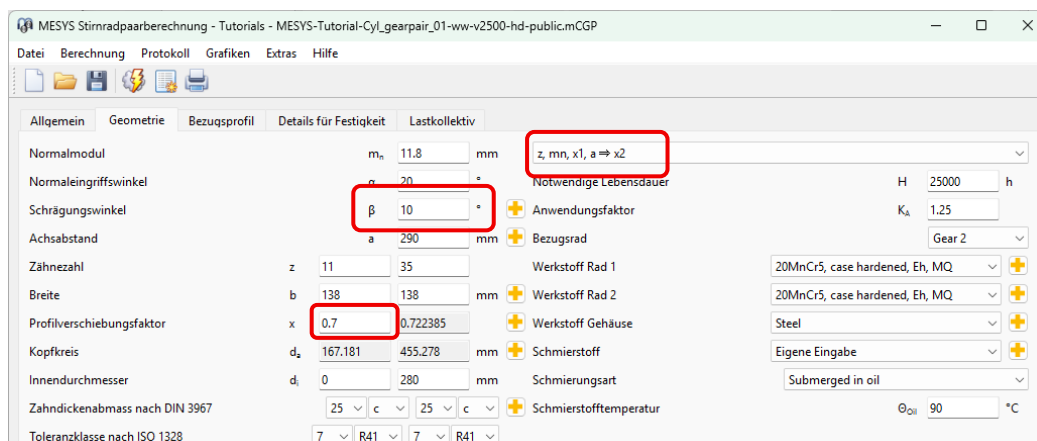 MESYS Stirnradpaarberechnung - Tutorials - MESYS-Tutorial-Cyl_gearpair_01-ww-v2500-hd-public.mCGP
Datei Berechnung Protokoll Grafiken Extras Hilfe
Allgemein Geometrie Bezugsprofil Details für Festigkeit Lastkollektiv
Normalmodul mn 11.8 mm z, mn, x1, a ⇒ x2
Normaleingriffswinkel α 20 ° Notwendige Lebensdauer H 25000 h
Schrägungswinkel β 10 ° Anwendungsfaktor KA 1.25
Achsabstand a 290 mm Bezugsrad Gear 2
Zähnezahl z 11 35 Werkstoff Rad 1 20MnCr5, case hardened, Eh, MQ
Breite b 138 138 mm Werkstoff Rad 2 20MnCr5, case hardened, Eh, MQ
Profilverschiebungsfaktor x 0.7 0.722385 Werkstoff Gehäuse Steel
Kopfkreis da 167.181 455.278 mm Schmierstoff Eigene Eingabe
Innendurchmesser di 0 280 mm Schmierungsart Submerged in oil
Zahndickenabmass nach DIN 3967 25 c 25 c Schmierstofftemperatur ΘOil 90 °C
Toleranzklasse nach ISO 1328 7 R41 7 R41